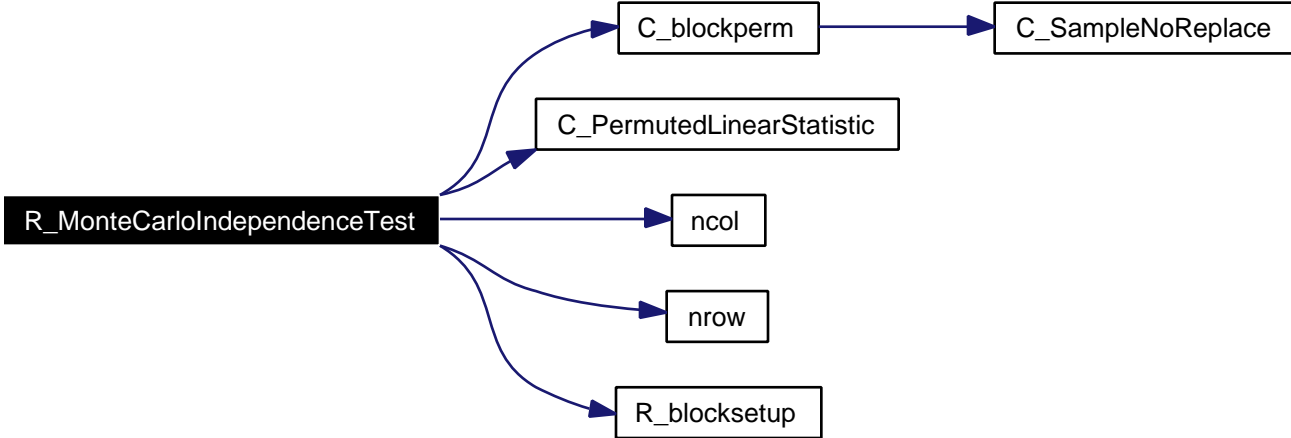 C_blockperm
C_SampleNoReplace
C_PermutedLinearStatistic
R_MonteCarloIndependenceTest
ncol
nrow
R_blocksetup